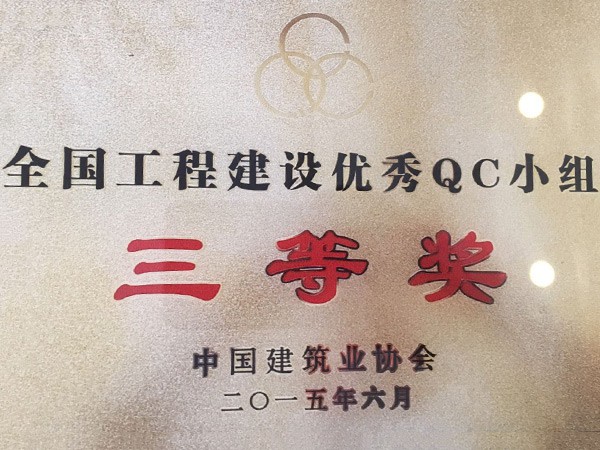 全国工程建设优秀QC小组
三等奖
中国建筑业协会
二〇一五年六月